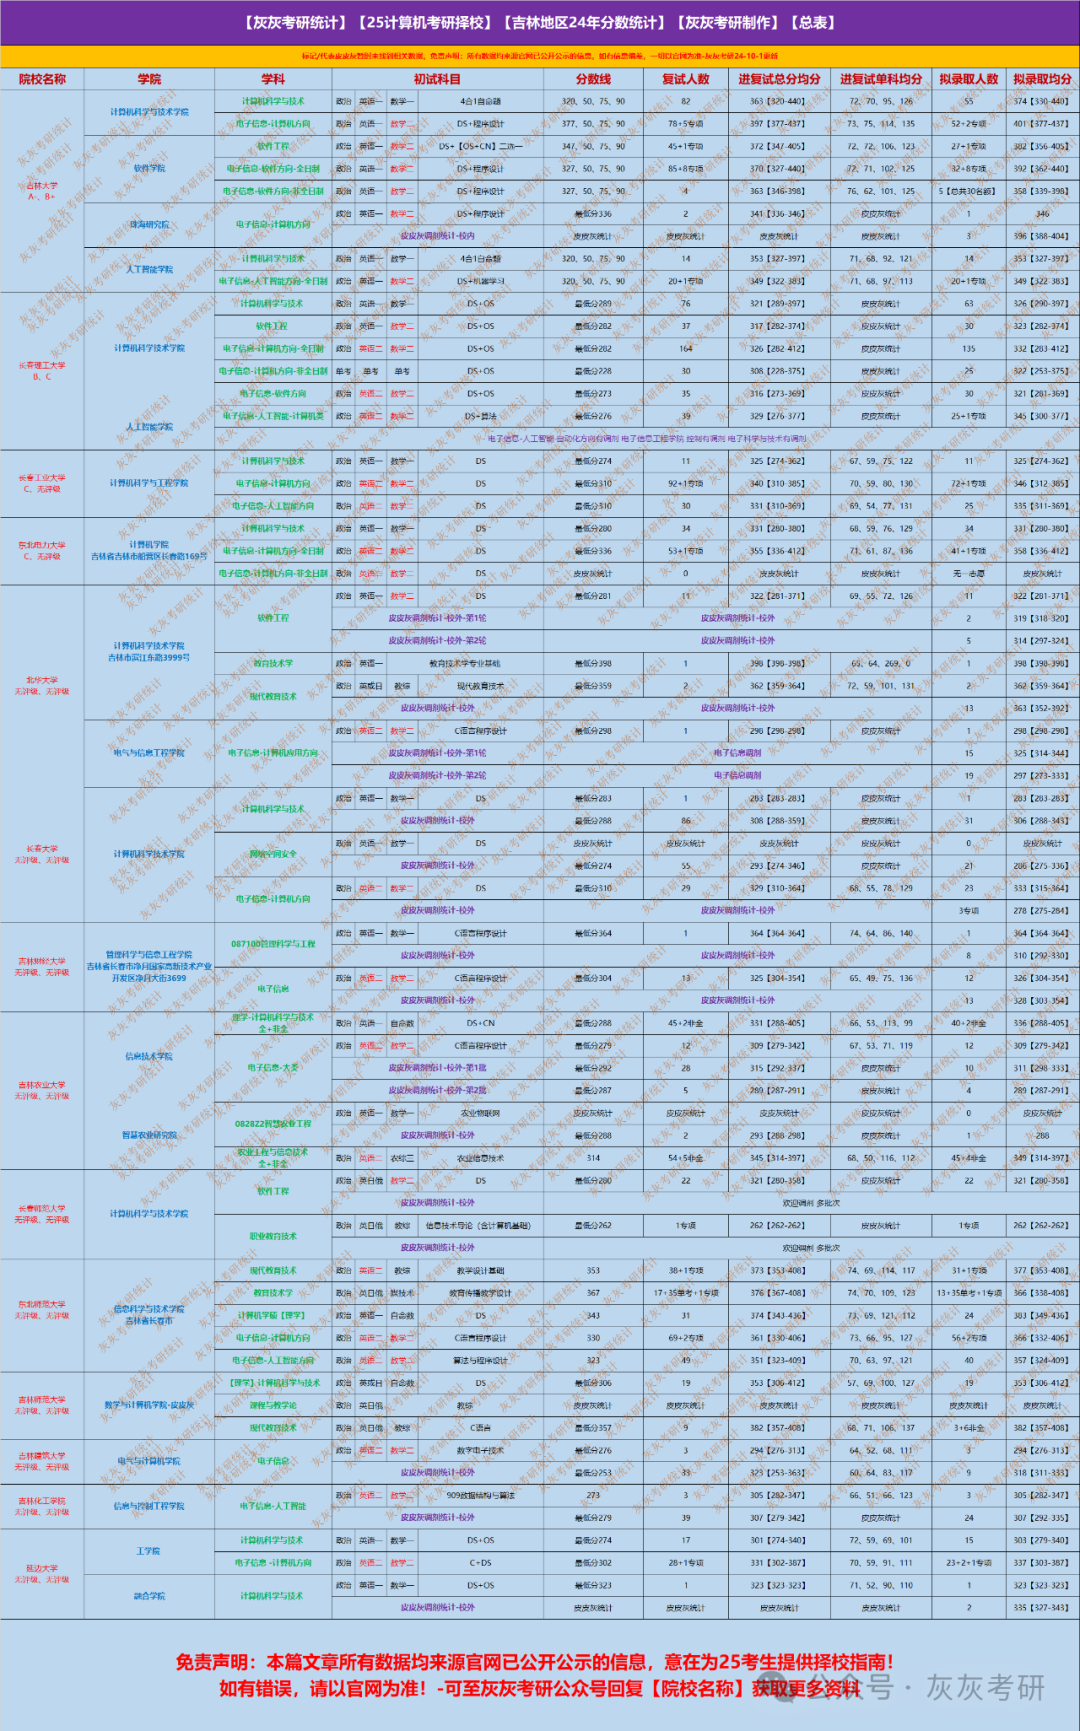 【灰灰考研统计】【25计算机考研择校】【吉林地区24年分数统计】【灰灰考研制作】【总表】
院校名称 学院 学科 初试科目 分数线 复试人数 进复试总分均分 进复试单科均分 拟录取人数 拟录取均分
吉林大学 A-、B+ 计算机科学与技术学院 计算机科学与技术 政治 英语一 数学一 4合1自命题 320、50、75、90 82 363【320-440】 72、70、95、126 55 374【330-440】
电子信息-计算机方向 政治 英语一 数学二 DS+程序设计 377、50、75、90 78+5专项 397【377-437】 73、75、114、135 52+2专项 401【377-437】
软件学院 软件工程 政治 英语一 数学二 DS+【OS+CN】二选一 347、50、75、90 45+1专项 372【347-405】 72、72、106、123 27+1专项 382【356-405】
电子信息-软件方向-全日制 政治 英语一 数学二 DS+程序设计 327、50、75、90 85+8专项 370【327-440】 72、71、102、125 32+8专项 392【362-440】
电子信息-软件方向-非全日制 政治 英语一 数学二 DS+程序设计 327、50、75、90 4 363【346-398】 76、62、101、125 5【总共30名额】 358【339-398】
珠海研究院 电子信息-计算机方向 政治 英语一 数学二 DS+程序设计 最低分336 2 341【336-346】 皮皮灰统计 1 346
皮皮灰调剂统计-校内 皮皮灰统计 皮皮灰统计 皮皮灰统计 皮皮灰统计 3 396【388-404】
人工智能学院 计算机科学与技术 政治 英语一 数学一 4合1自命题 320、50、75、90 14 353【327-397】 71、68、92、121 14 353【327-397】
电子信息-人工智能方向-全日制 政治 英语一 数学二 DS+机器学习 320、50、75、90 20+1专项 349【322-383】 71、68、97、113 20+1专项 349【322-383】
长春理工大学 B、C 计算机科学技术学院 计算机科学与技术 政治 英语一 数学一 DS+OS 最低分289 76 321【289-397】 皮皮灰统计 63 326【290-397】
软件工程 政治 英语一 数学二 DS+OS 最低分282 37 317【282-374】 皮皮灰统计 30 323【282-374】
电子信息-计算机方向-全日制 政治 英语二 数学二 DS+OS 最低分282 164 326【282-412】 皮皮灰统计 135 332【283-412】
电子信息-计算机方向-非全日制 单考 单考 单考 DS+OS 最低分228 30 308【228-375】 皮皮灰统计 25 322【253-375】
电子信息-软件方向 政治 英语二 数学二 DS+OS 最低分273 35 316【273-369】 皮皮灰统计 30 321【281-369】
人工智能学院 电子信息-人工智能-计算机类 政治 英语二 数学二 DS+算法 最低分276 39 329【276-377】 皮皮灰统计 25+1专项 345【300-377】
电子信息-人工智能-自动化方向有调剂 电子信息工程学院 控制有调剂 电子科学与技术有调剂
长春工业大学 C、无评级 计算机科学与工程学院 计算机科学与技术 政治 英语一 数学一 DS 最低分274 11 325【274-362】 67、59、75、122 11 325【274-362】
电子信息-计算机方向 政治 英语二 数学二 DS 最低分310 92+1专项 340【310-385】 70、59、80、130 72+1专项 346【312-385】
电子信息-人工智能方向 政治 英语二 数学二 DS 最低分310 30 331【310-369】 69、54、77、131 25 335【311-369】
东北电力大学 C、无评级 计算机学院 吉林省吉林市船营区长春路169号 计算机科学与技术 政治 英语一 数学一 DS 最低分280 34 331【280-380】 68、59、76、129 34 331【280-380】
电子信息-计算机方向-全日制 政治 英语二 数学二 DS 最低分336 53+1专项 355【336-412】 71、61、87、136 41+1专项 358【336-412】
电子信息-计算机方向-非全日制 政治 英语二 数学二 DS 皮皮灰统计 0 皮皮灰统计 皮皮灰统计 无一志愿 皮皮灰统计
北华大学 无评级、无评级 计算机科学技术学院 吉林市滨江东路3999号 软件工程 政治 英语一 数学二 DS 最低分281 11 322【281-371】 69、55、72、126 11 322【281-371】
皮皮灰调剂统计-校外-第1轮 皮皮灰调剂统计-校外 2 319【318-320】
皮皮灰调剂统计-校外-第2轮 皮皮灰调剂统计-校外 5 314【297-324】
教育技术学 政治 英语一 教育技术学专业基础 最低分398 1 398【398-398】 65、64、269、0 1 398【398-398】
现代教育技术 政治 英或日 教综 现代教育技术 最低分359 2 362【359-364】 72、59、101、131 2 362【359-364】
皮皮灰调剂统计-校外 皮皮灰调剂统计-校外 13 363【352-392】
电气与信息工程学院 电子信息-计算机应用方向 政治 英语二 数学二 C语言程序设计 最低分298 1 298【298-298】 皮皮灰统计 1 298【298-298】
皮皮灰调剂统计-校外-第1轮 电子信息调剂 15 325【314-344】
皮皮灰调剂统计-校外-第2轮 电子信息调剂 19 297【273-333】
长春大学 无评级、无评级 计算机科学技术学院 计算机科学与技术 政治 英语一 数学一 DS 最低分283 1 283【283-283】 皮皮灰统计 1 283【283-283】
皮皮灰调剂统计-校外 最低分288 86 308【288-359】 皮皮灰统计 31 306【288-343】
网络空间安全 政治 英语一 数学一 DS 皮皮灰统计 皮皮灰统计 皮皮灰统计 皮皮灰统计 0 皮皮灰统计
皮皮灰调剂统计-校外 最低分274 55 293【274-346】 皮皮灰统计 21 286【275-336】
电子信息-计算机方向 政治 英语二 数学二 DS 最低分310 29 329【310-364】 68、55、78、129 23 333【315-364】
皮皮灰调剂统计-校外 皮皮灰调剂统计-校外 3专项 278【275-284】
吉林财经大学 无评级、无评级 管理科学与信息工程学院 吉林省长春市净月国家高新技术产业开发区净月大街3699 087100管理科学与工程 政治 英语一 数学一 C语言程序设计 最低分364 1 364【364-364】 74、64、86、140 1 364【364-364】
皮皮灰调剂统计-校外 皮皮灰调剂统计-校外 8 310【292-330】
电子信息 政治 英语二 数学二 C语言程序设计 最低分304 13 325【304-354】 65、49、75、136 12 326【304-354】
皮皮灰调剂统计-校外 皮皮灰调剂统计-校外 13 328【303-354】
吉林农业大学 无评级、无评级 信息技术学院 理学-计算机科学与技术 全+非全 政治 英语一 自命数 DS+CN 最低分288 45+2非全 331【288-405】 66、53、113、99 40+2非全 336【288-405】
电子信息-大类 政治 英语二 数学二 C语言程序设计 最低分279 12 309【279-342】 67、53、71、119 12 309【279-342】
皮皮灰调剂统计-校外-第1批 最低分292 28 315【292-337】 皮皮灰统计 10 311【298-333】
皮皮灰调剂统计-校外-第2批 最低分287 5 289【287-291】 皮皮灰统计 4 289【287-291】
智慧农业研究院 0828Z2智慧农业工程 政治 英语一 数学一 农业物联网 皮皮灰统计 皮皮灰统计 皮皮灰统计 皮皮灰统计 0 皮皮灰统计
皮皮灰调剂统计-校外 最低分288 2 293【288-298】 皮皮灰统计 1 288
农业工程与信息技术 全+非全 政治 英语二 农综三 农业信息技术 314 54+5非全 345【314-397】 68、50、116、112 45+4非全 349【314-397】
长春师范大学 无评级、无评级 计算机科学与技术学院 软件工程 政治 英日俄 数学二 DS 最低分280 22 321【280-358】 皮皮灰统计 22 321【280-358】
皮皮灰调剂统计-校外 欢迎调剂 多批次
职业教育技术 政治 英日俄 教综 信息技术导论（含计算机基础） 最低分262 1专项 262【262-262】 皮皮灰统计 1专项 262【262-262】
皮皮灰调剂统计-校外 欢迎调剂 多批次
东北师范大学 无评级、无评级 信息科学与技术学院 吉林省长春市 现代教育技术 政治 英语二 教综 教学设计基础 353 38+1专项 373【353-408】 74、69、114、117 31+1专项 377【353-408】
教育技术学 政治 英日俄 媒技术 教育传播教学设计 367 17+35单考+1专项 376【367-408】 74、70、109、123 13+35单考+1专项 366【338-408】
计算机学硕【理学】 政治 英语一 自命数 DS 343 31 374【343-436】 73、69、121、112 24 383【349-436】
电子信息-计算机方向 政治 英语二 数学二 C语言程序设计 330 69+2专项 361【330-406】 73、66、95、127 56+2专项 366【332-406】
电子信息-人工智能方向 政治 英语二 数学二 算法与程序设计 323 49 351【323-409】 70、63、97、121 40 357【324-409】
吉林师范大学 无评级、无评级 数学与计算机学院-皮皮灰 【理学】计算机科学与技术 政治 英或日 自命数 DS 最低分306 19 353【306-412】 57、69、100、127 19 353【306-412】
课程与教学论 政治 英日俄 教综 皮皮灰统计 皮皮灰统计 皮皮灰统计 皮皮灰统计 皮皮灰统计 皮皮灰统计
现代教育技术 政治 英日俄 教综 C语言 最低分357 9 382【357-408】 68、71、106、137 3+6非全 382【357-408】
吉林建筑大学 无评级、无评级 电气与计算机学院 电子信息 政治 英语二 数学二 数字电子技术 最低分276 3 294【276-313】 64、52、68、111 3 294【276-313】
皮皮灰调剂统计-校外 最低分253 33 323【253-363】 60、64、83、117 9 318【311-333】
吉林化工学院 无评级、无评级 信息与控制工程学院 电子信息-人工智能 政治 英语二 数学二 909数据结构与算法 273 3 305【282-347】 66、51、66、123 3 305【282-347】
皮皮灰调剂统计-校外 最低分279 39 307【279-342】 皮皮灰统计 24 307【292-335】
延边大学 无评级、无评级 工学院 计算机科学与技术 政治 英语一 数学一 DS+OS 最低分274 17 301【274-340】 72、59、69、101 15 303【279-340】
电子信息-计算机方向 政治 英语二 数学二 C+DS 最低分302 28+1专项 331【302-387】 70、59、91、111 23+2+1专项 337【303-387】
融合学院 计算机科学与技术 政治 英语一 数学一 DS+OS 最低分323 1 323【323-323】 71、52、90、110 1 323【323-323】
皮皮灰调剂统计-校外 皮皮灰统计 皮皮灰统计 皮皮灰统计 皮皮灰统计 2 335【327-343】
免责声明：本篇文章所有数据均来源官网已公开公示的信息，意在为25考生提供择校指南！
如有错误，请以官网为准！-可至灰灰考研公众号回复【院校名称】获取更多资料
公众号 · 灰灰考研